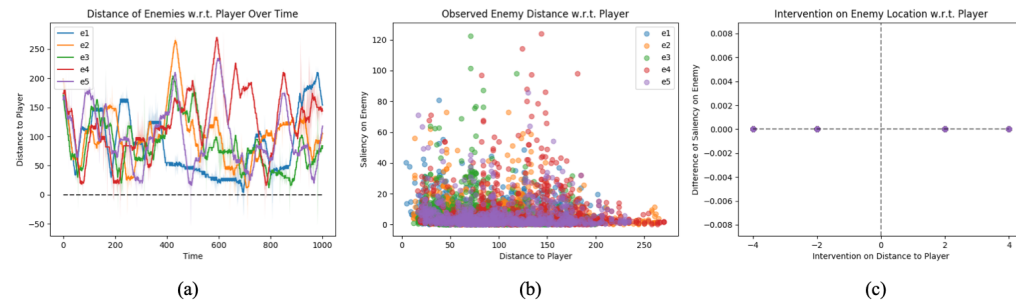 Distance of Enemies w.r.t. Player Over Time
e1
e2
e3
e4
e5
250
200
150
100
50
0
−50
Distance to Player
0
200
400
600
800
1000
Time
(a)
Observed Enemy Distance w.r.t. Player
e1
e2
e3
e4
e5
120
100
80
60
40
20
0
Saliency on Enemy
0
50
100
150
200
250
Distance to Player
(b)
Intervention on Enemy Location w.r.t. Player
0.008
0.006
0.004
0.002
0.000
−0.002
−0.004
−0.006
−0.008
Difference of Saliency on Enemy
−4
−2
0
2
4
Intervention on Distance to Player
(c)